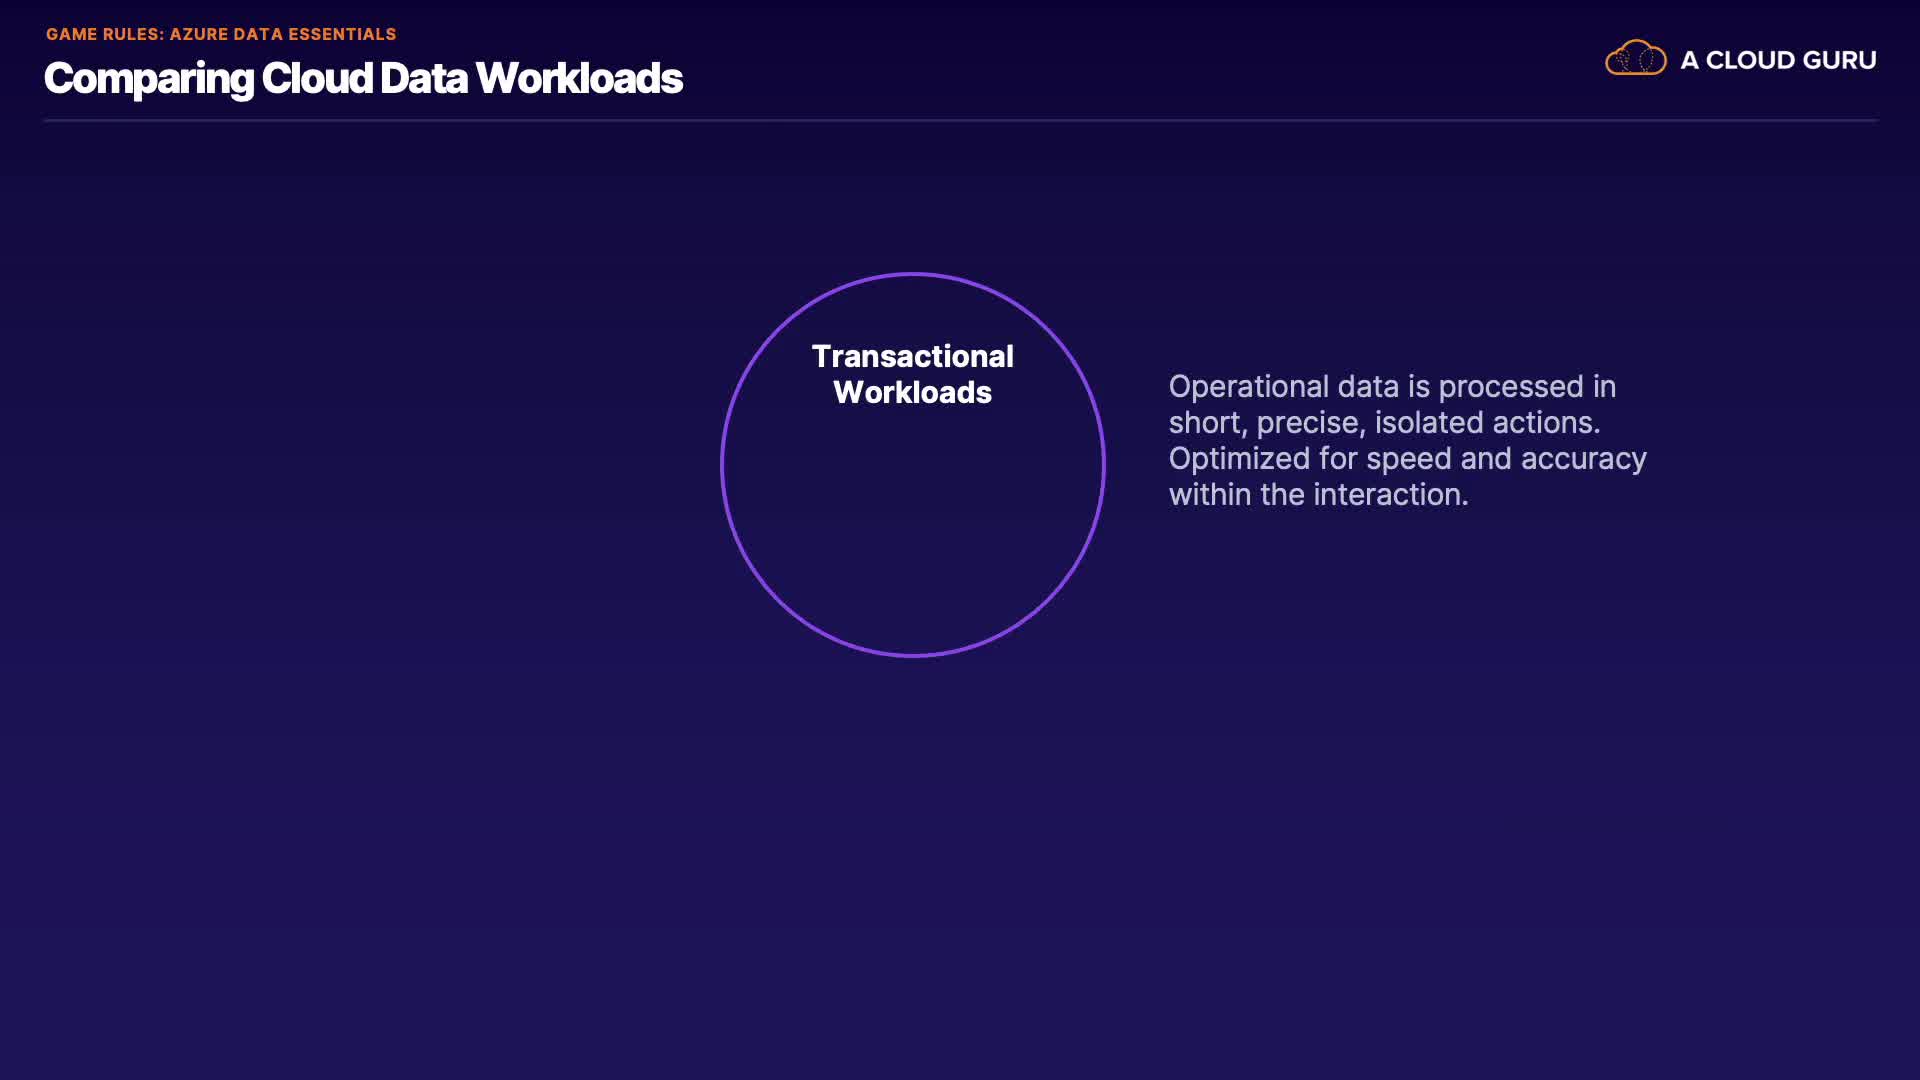 GAME RULES: AZURE DATA ESSENTIALS
Comparing Cloud Data Workloads
A CLOUD GURU
Transactional
Workloads
Operational data is processed in
short, precise, isolated actions.
Optimized for speed and accuracy
within the interaction.